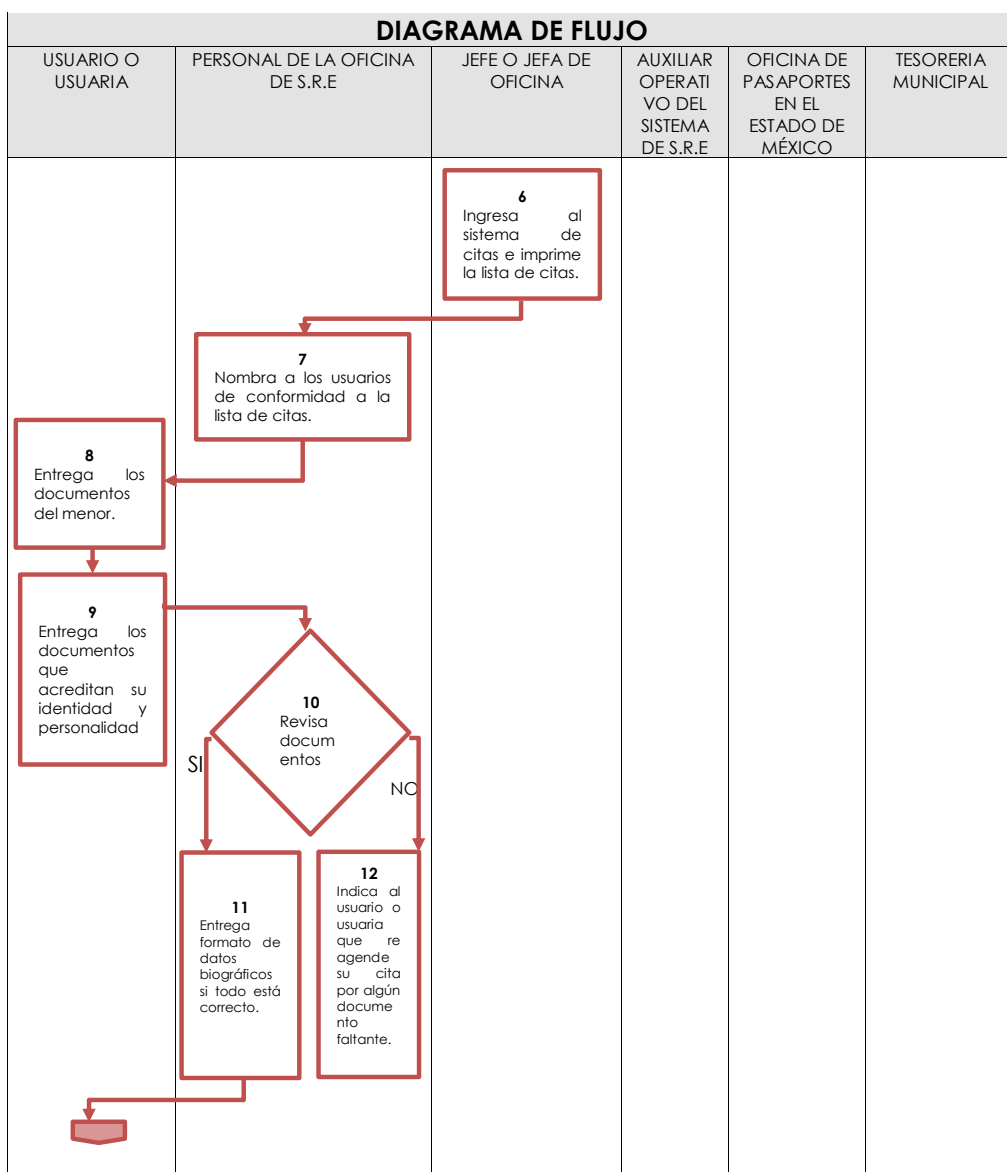 DIAGRAMA DE FLUJO
USUARIO O
USUARIA
PERSONAL DE LA OFICINA
DE S.R.E
JEFE O JEFA DE
OFICINA
AUXILIAR
OPERATI
VO DEL
SISTEMA
DE S.R.E
OFICINA DE
PASAPORTES
EN EL
ESTADO DE
MÉXICO
TESORERIA
MUNICIPAL
6
Ingresa al
sistema de
citas e imprime
la lista de citas.
7
Nombra a los usuarios
de conformidad a la
lista de citas.
8
Entrega los
documentos
del menor.
9
Entrega los
documentos
que
acreditan su
identidad y
personalidad
10
Revisa
docum
entos
SI
NO
11
Entrega
formato de
datos
biográficos
si todo está
correcto.
12
Indica al
usuario o
usuaria
que re
agende
su cita
por algún
docume
nto
faltante.